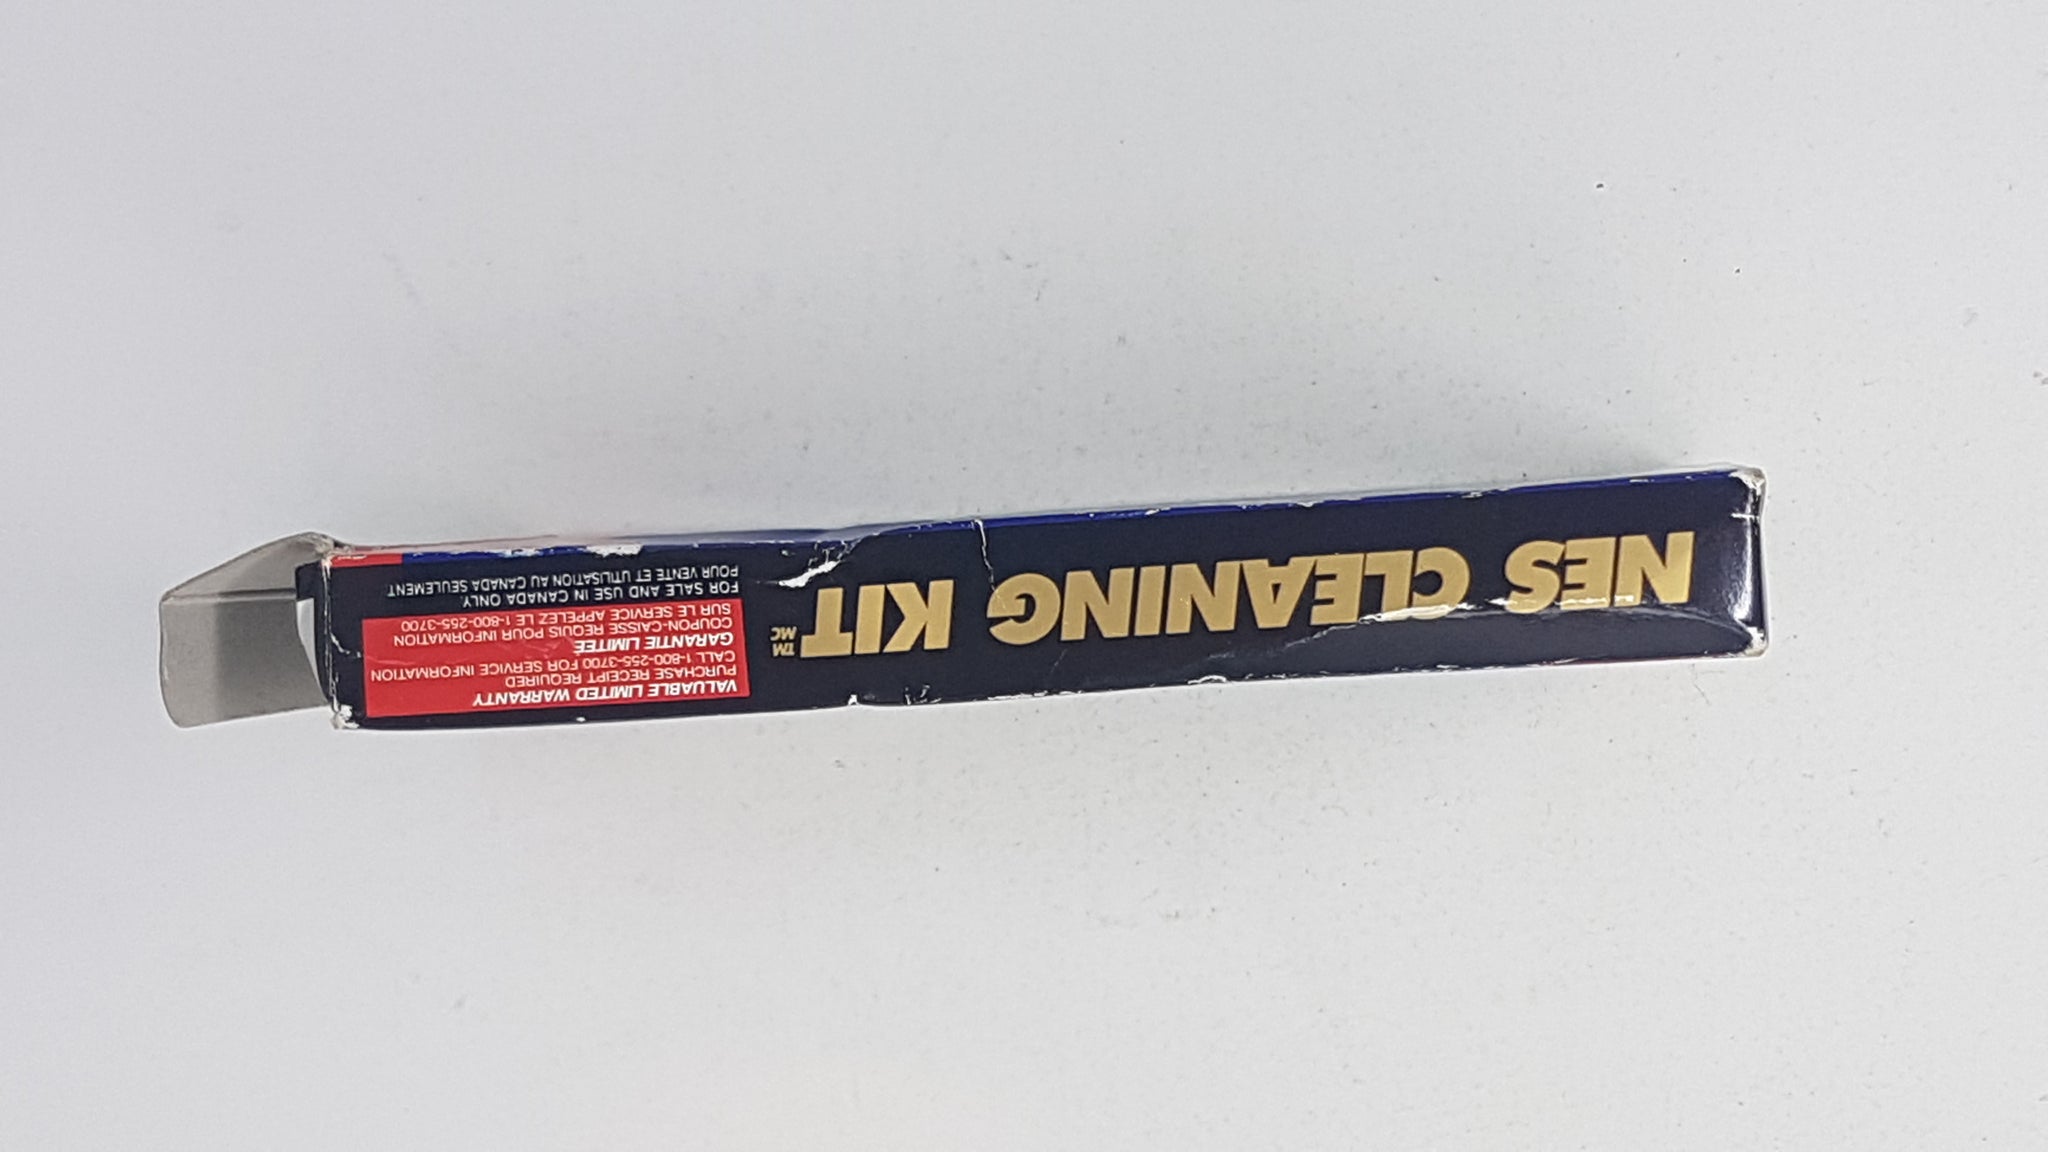 NES CLEANING KIT
TM
MC
VALUABLE LIMITED WARRANTY
PURCHASE RECEIPT REQUIRED
CALL 1-800-255-3700 FOR SERVICE INFORMATION
GARANTIE LIMITÉE
COUPON-CAISSE REQUIS POUR INFORMATION
SUR LE SERVICE APPELEZ LE 1-800-255-3700
FOR SALE AND USE IN CANADA ONLY.
POUR VENTE ET UTILISATION AU CANADA SEULEMENT.